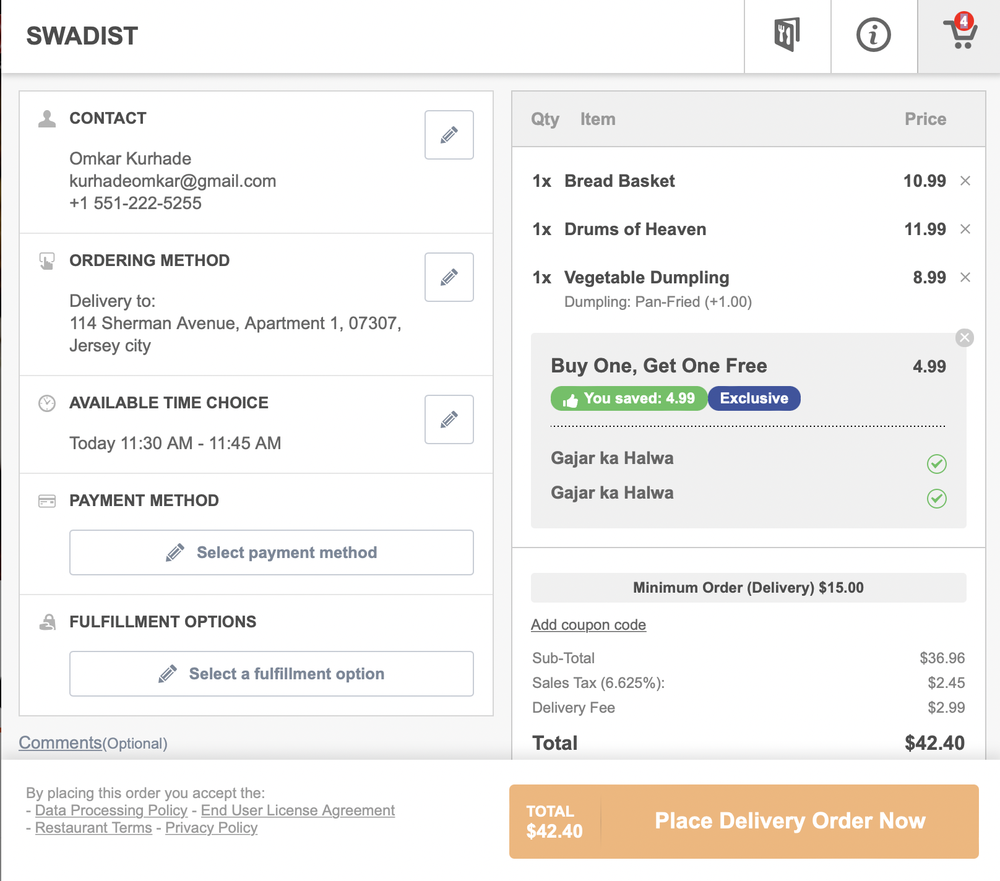 SWADIST
4
CONTACT
Omkar Kurhade
kurhadeomkar@gmail.com
+1 551-222-5255
ORDERING METHOD
Delivery to:
114 Sherman Avenue, Apartment 1, 07307,
Jersey city
AVAILABLE TIME CHOICE
Today 11:30 AM - 11:45 AM
PAYMENT METHOD
Select payment method
FULFILLMENT OPTIONS
Select a fulfillment option
Comments(Optional)
Qty Item Price
1x Bread Basket 10.99
1x Drums of Heaven 11.99
1x Vegetable Dumpling 8.99
Dumpling: Pan-Fried (+1.00)
Buy One, Get One Free 4.99
You saved: 4.99 Exclusive
Gajar ka Halwa
Gajar ka Halwa
Minimum Order (Delivery) $15.00
Add coupon code
Sub-Total $36.96
Sales Tax (6.625%): $2.45
Delivery Fee $2.99
Total $42.40
By placing this order you accept the:
- Data Processing Policy - End User License Agreement
- Restaurant Terms - Privacy Policy
TOTAL
$42.40
Place Delivery Order Now